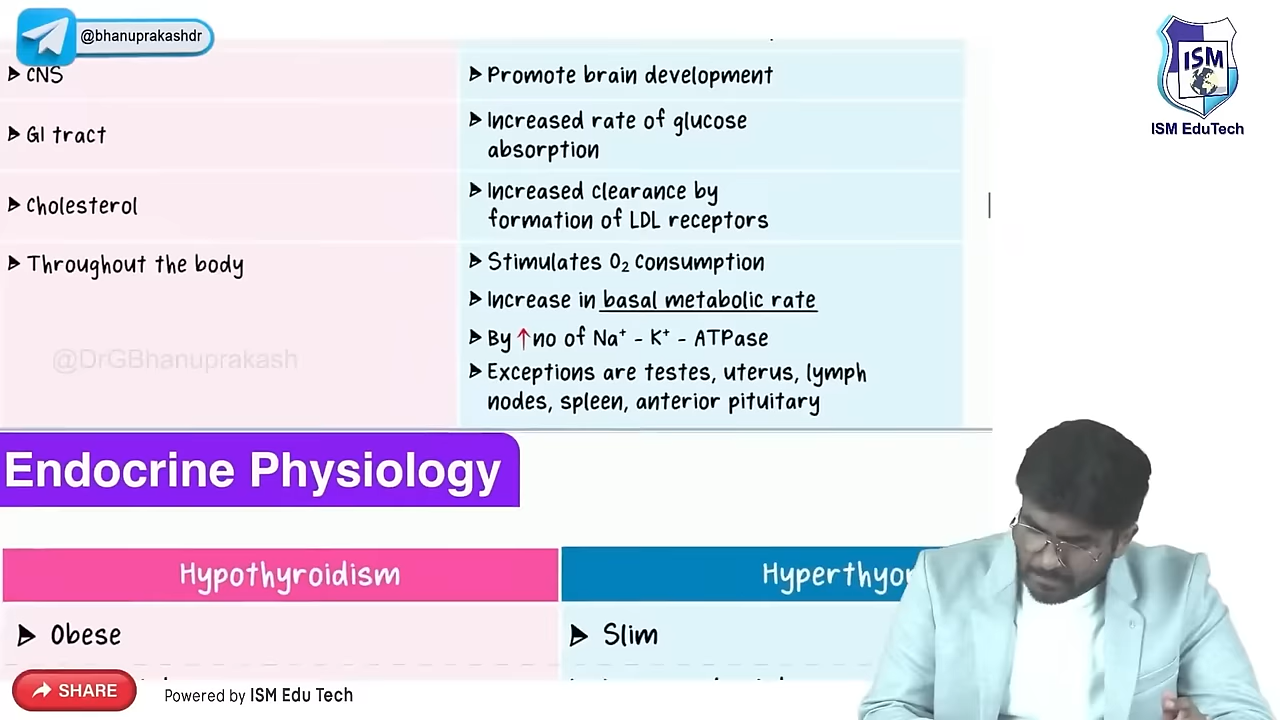 @bhanuprakashdr
ISM
ISM EduTech
CNS
Promote brain development
GI tract
Increased rate of glucose
absorption
Cholesterol
Increased clearance by
formation of LDL receptors
Throughout the body
Stimulates O₂ Consumption
Increase in basal metabolic rate
By ↑no of Na⁺ - K⁺ - ATPase
Exceptions are testes, uterus, lymph
nodes, spleen, anterior pituitary
@DrGBhanuprakash
Endocrine Physiology
Hypothyroidism
Obese
Slim
SHARE
Powered by ISM Edu Tech